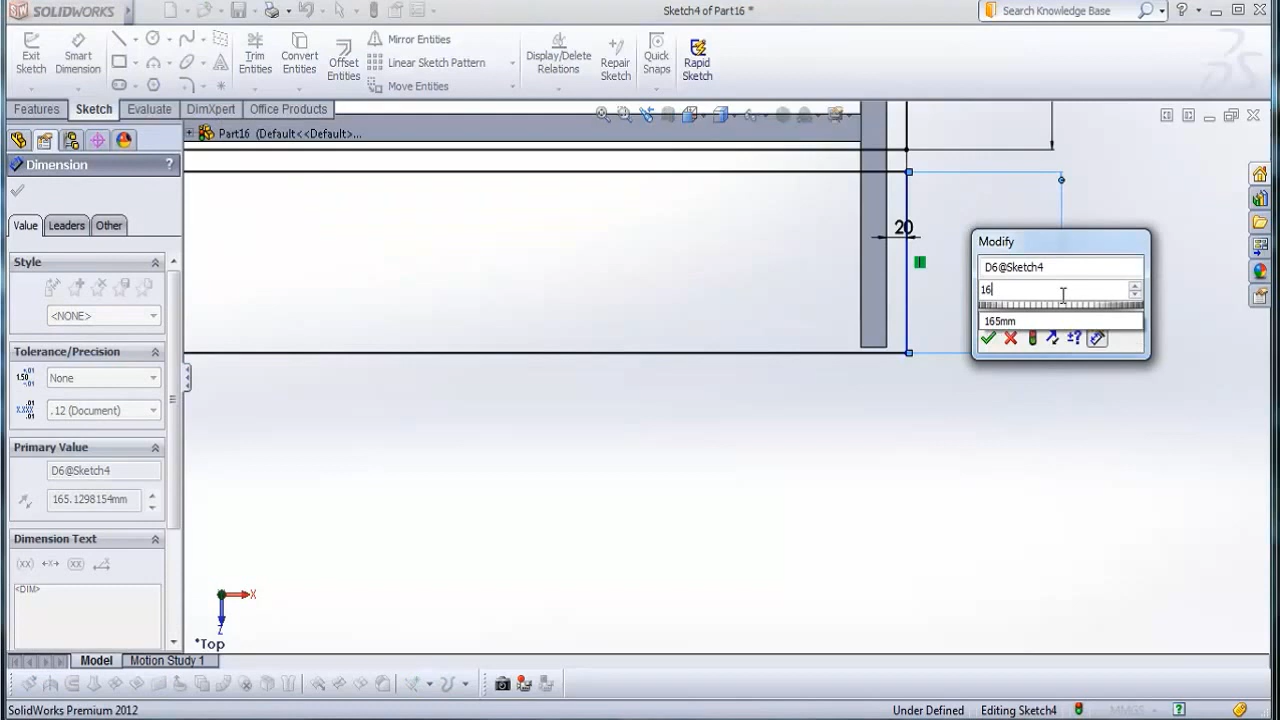 SOLIDWORKS
Sketch4 of Part16 *
Search Knowledge Base
Exit Sketch
Smart Dimension
Trim Entities
Convert Entities
Offset Entities
Mirror Entities
Linear Sketch Pattern
Move Entities
Display/Delete Relations
Repair Sketch
Quick Snaps
Rapid Sketch
Features
Sketch
Evaluate
DimXpert
Office Products
Part16 (Default<<Default>...
Dimension
?
Value
Leaders
Other
Style
<NONE>
Tolerance/Precision
None
.12 (Document)
Primary Value
D6@Sketch4
165.1298154mm
Dimension Text
<DIM>
20
Modify
D6@Sketch4
16
165mm
X
Z
*Top
Model
Motion Study 1
SolidWorks Premium 2012
Under Defined
Editing Sketch4
MMGS